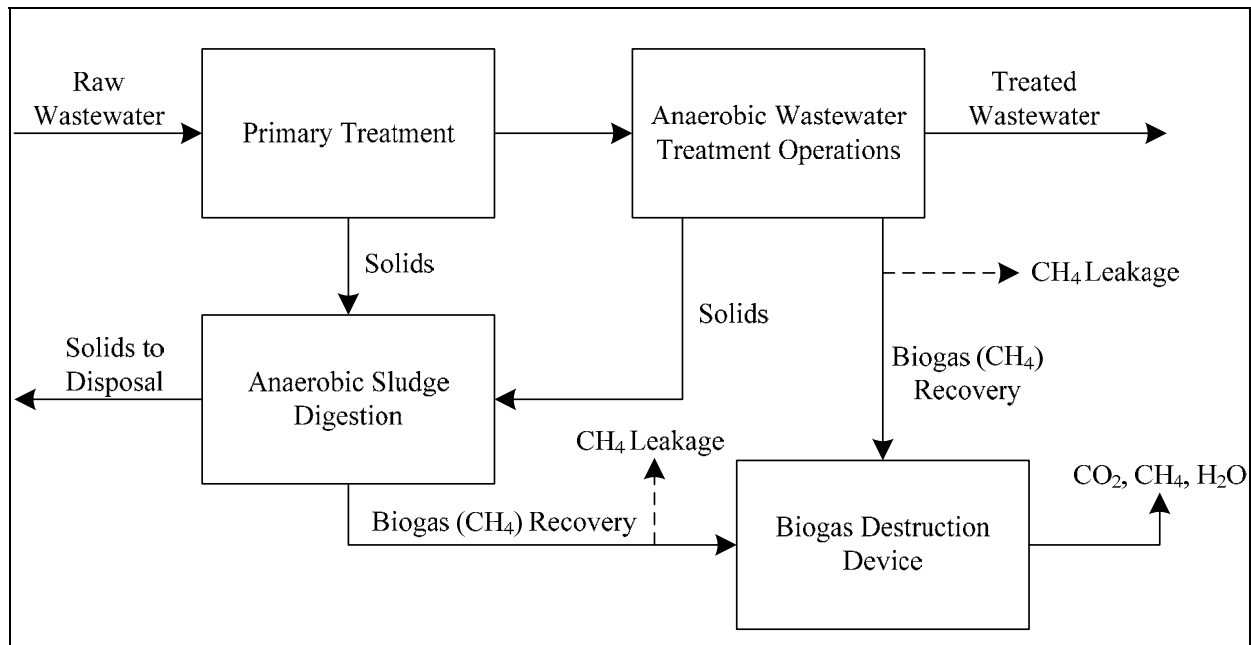 Raw
Wastewater
Primary Treatment
Anaerobic Wastewater
Treatment Operations
Treated
Wastewater
Solids
CH₄ Leakage
Solids
Biogas (CH₄)
Recovery
Solids to
Disposal
Anaerobic Sludge
Digestion
CH₄ Leakage
Biogas (CH₄) Recovery
Biogas Destruction
Device
CO₂, CH₄, H₂O